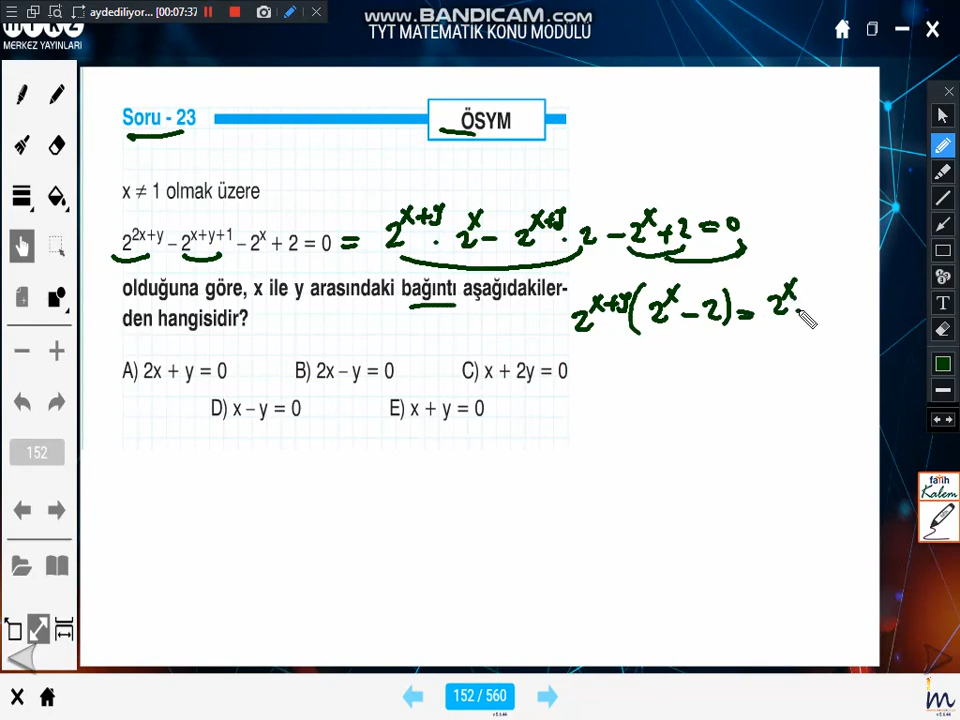 aydediliyor... [00:07:37
www.BANDICAM.com
MERKEZ YAYINLARI
TYT MATEMATİK KONU MODÜLÜ
Soru - 23
ÖSYM
x ≠ 1 olmak üzere
2^{2x+y} – 2^{x+y+1} – 2^x + 2 = 0 = 2^{x+y} . 2^x – 2^{x+y} . 2 – 2^x + 2 = 0
olduğuna göre, x ile y arasındaki bağıntı aşağıdakiler-
den hangisidir?
2^{x+y} (2^x – 2) = 2^x
A) 2x + y = 0 B) 2x – y = 0 C) x + 2y = 0
D) x – y = 0 E) x + y = 0
152
fatih
Kalem
152 / 560